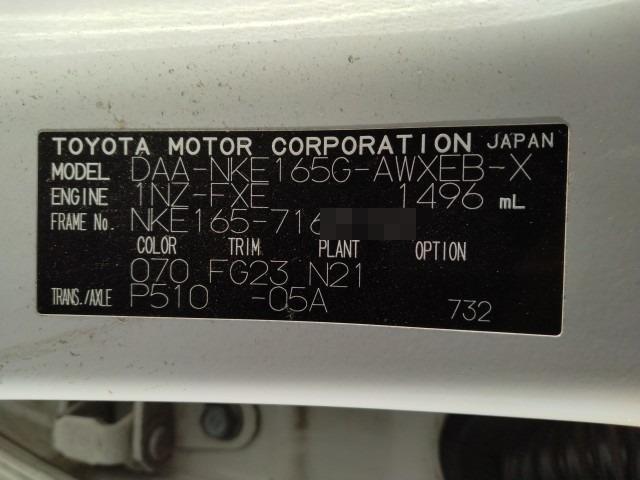 TOYOTA MOTOR CORPORATION JAPAN
MODEL DAA-NKE165G-AWXEB-X
ENGINE 1NZ-FXE 1496 mL
FRAME No. NKE165-716
COLOR TRIM PLANT OPTION
070 FG23 N21
TRANS./AXLE P510 -05A 732